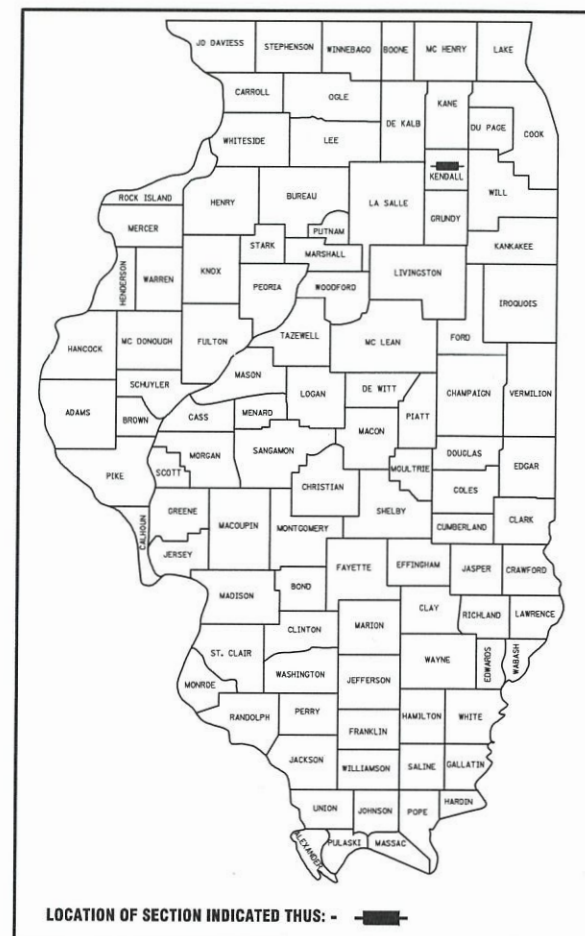 JO DAVIESS
STEPHENSON
WINNEBAGO
BOONE
MC HENRY
LAKE
CARROLL
OGLE
KANE
DE KALB
DU PAGE
COOK
WHITESIDE
LEE
KENDALL
WILL
ROCK ISLAND
HENRY
BUREAU
LA SALLE
GRUNDY
MERCER
PUTNAM
STARK
MARSHALL
KANKAKEE
HENDERSON
WARREN
KNOX
PEORIA
WOODFORD
LIVINGSTON
IROQUOIS
HANCOCK
MC DONOUGH
FULTON
TAZEWELL
MC LEAN
FORD
MASON
SCHUYLER
LOGAN
DE WITT
CHAMPAIGN
VERMILION
ADAMS
BROWN
CASS
MENARD
PIATT
MACON
MORGAN
SANGAMON
DOUGLAS
EDGAR
PIKE
SCOTT
CHRISTIAN
MOULTRIE
COLES
GREENE
MACOUPIN
MONTGOMERY
SHELBY
CUMBERLAND
CLARK
CALHOUN
JERSEY
FAYETTE
EFFINGHAM
JASPER
CRAWFORD
MADISON
BOND
CLAY
RICHLAND
LAWRENCE
CLINTON
MARION
ST. CLAIR
WAYNE
EDWARDS
WABASH
WASHINGTON
JEFFERSON
MONROE
RANDOLPH
PERRY
HAMILTON
WHITE
FRANKLIN
JACKSON
WILLIAMSON
SALINE
GALLATIN
UNION
JOHNSON
POPE
HARDIN
ALEXANDER
PULASKI
MASSAC
LOCATION OF SECTION INDICATED THUS: -